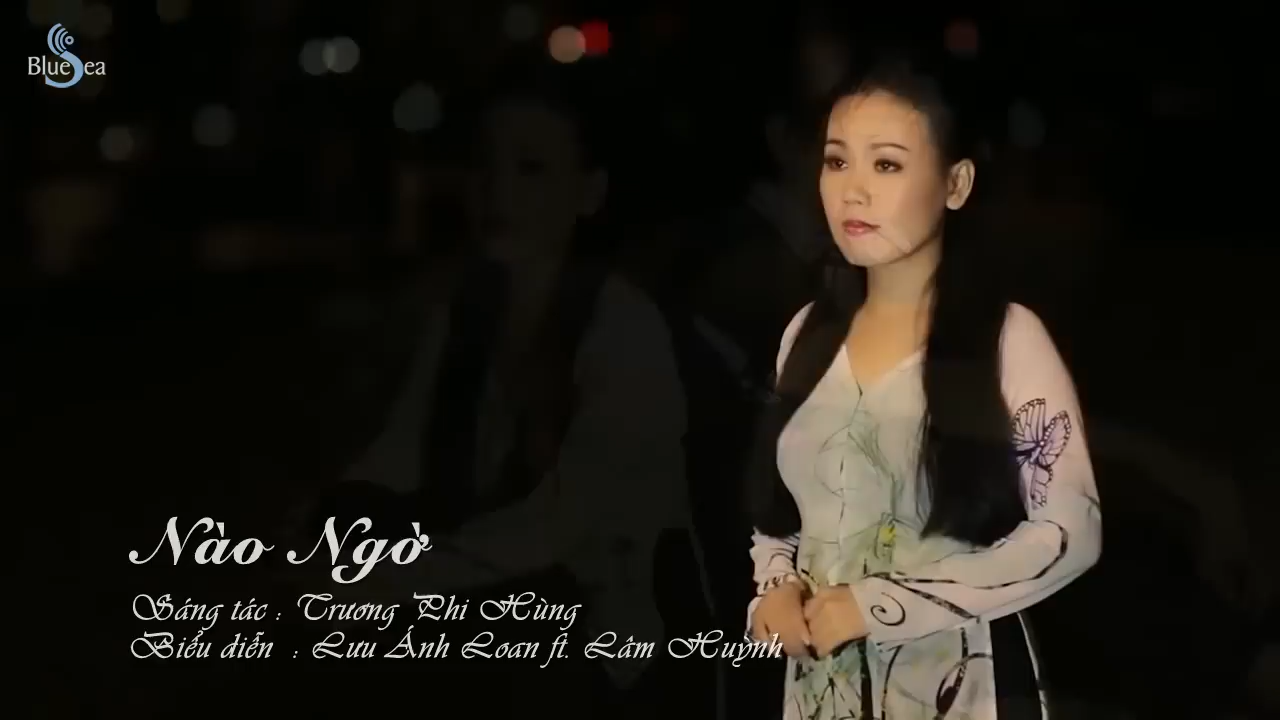 BlueSea
Nào Ngờ
Sáng tác : Trương Phi Hùng
Biểu diễn : Lưu Ánh Loan ft. Lâm Huỳnh